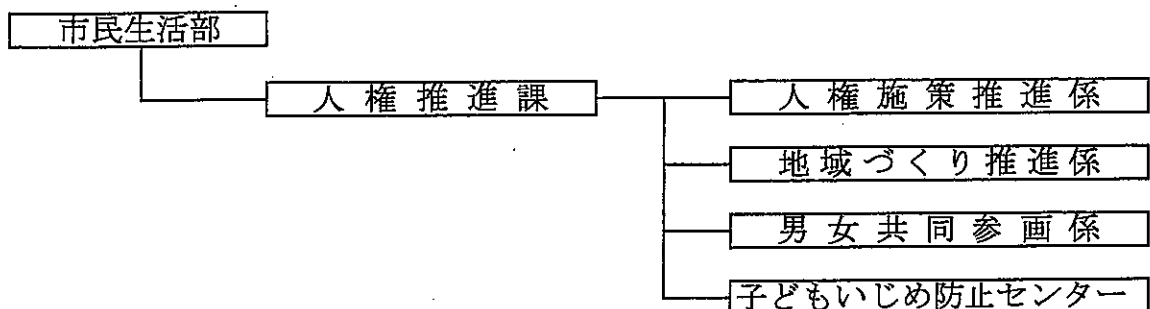 市民生活部
人権推進課
人権施策推進係
地域づくり推進係
男女共同参画係
子どもいじめ防止センター